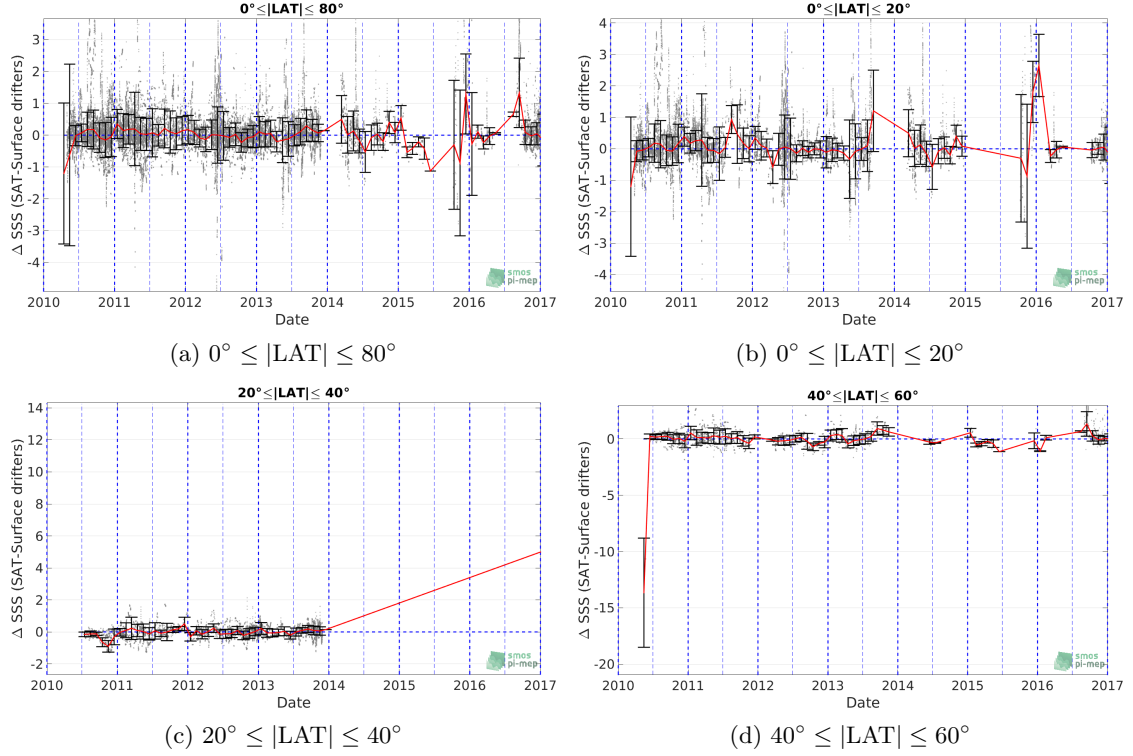 0°≤|LAT|≤ 80°
Δ SSS (SAT-Surface drifters)
3
2
1
0
-1
-2
-3
-4
2010 2011 2012 2013 2014 2015 2016 2017
Date
smos
pi-mep
(a) 0° ≤ |LAT| ≤ 80°
0°≤|LAT|≤ 20°
Δ SSS (SAT-Surface drifters)
4
3
2
1
0
-1
-2
-3
-4
2010 2011 2012 2013 2014 2015 2016 2017
Date
smos
pi-mep
(b) 0° ≤ |LAT| ≤ 20°
20°≤|LAT|≤ 40°
Δ SSS (SAT-Surface drifters)
14
12
10
8
6
4
2
0
-2
2010 2011 2012 2013 2014 2015 2016 2017
Date
smos
pi-mep
(c) 20° ≤ |LAT| ≤ 40°
40°≤|LAT|≤ 60°
Δ SSS (SAT-Surface drifters)
0
-5
-10
-15
-20
2010 2011 2012 2013 2014 2015 2016 2017
Date
smos
pi-mep
(d) 40° ≤ |LAT| ≤ 60°